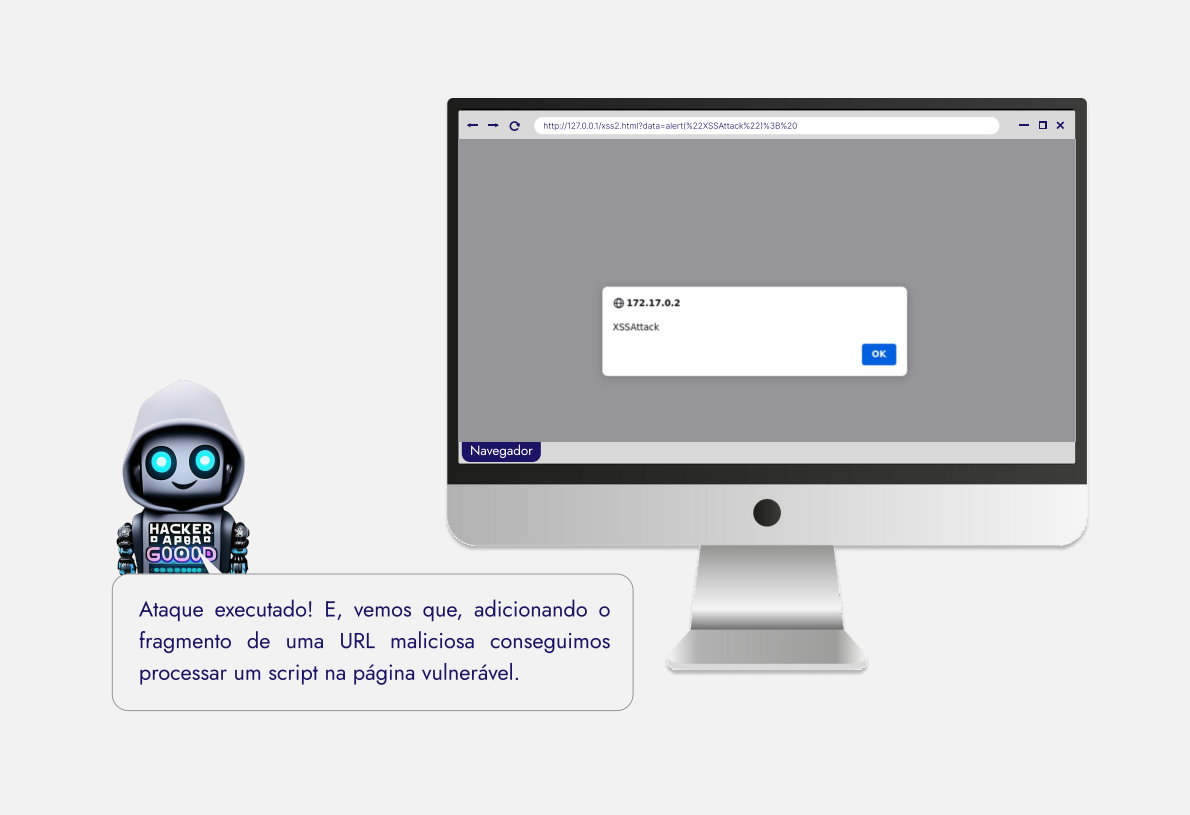 http://127.0.0.1/xss2.html?data=alert(%22XSSAttack%22)%3B%20
172.17.0.2
XSSAttack
OK
Navegador
HACKER
APBA
GOOOD
Ataque executado! E, vemos que, adicionando o
fragmento de uma URL maliciosa conseguimos
processar um script na página vulnerável.